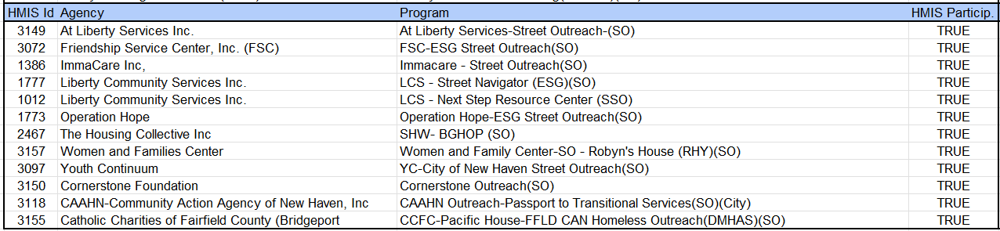 HMIS Id Agency Program HMIS Particip.
3149 At Liberty Services Inc. At Liberty Services-Street Outreach-(SO) TRUE
3072 Friendship Service Center, Inc. (FSC) FSC-ESG Street Outreach(SO) TRUE
1386 ImmaCare Inc, Immacare - Street Outreach(SO) TRUE
1777 Liberty Community Services Inc. LCS - Street Navigator (ESG)(SO) TRUE
1012 Liberty Community Services Inc. LCS - Next Step Resource Center (SSO) TRUE
1773 Operation Hope Operation Hope-ESG Street Outreach(SO) TRUE
2467 The Housing Collective Inc SHW- BGHOP (SO) TRUE
3157 Women and Families Center Women and Family Center-SO - Robyn's House (RHY)(SO) TRUE
3097 Youth Continuum YC-City of New Haven Street Outreach(SO) TRUE
3150 Cornerstone Foundation Cornerstone Outreach(SO) TRUE
3118 CAAHN-Community Action Agency of New Haven, Inc CAAHN Outreach-Passport to Transitional Services(SO)(City) TRUE
3155 Catholic Charities of Fairfield County (Bridgeport CCFC-Pacific House-FFLD CAN Homeless Outreach(DMHAS)(SO) TRUE